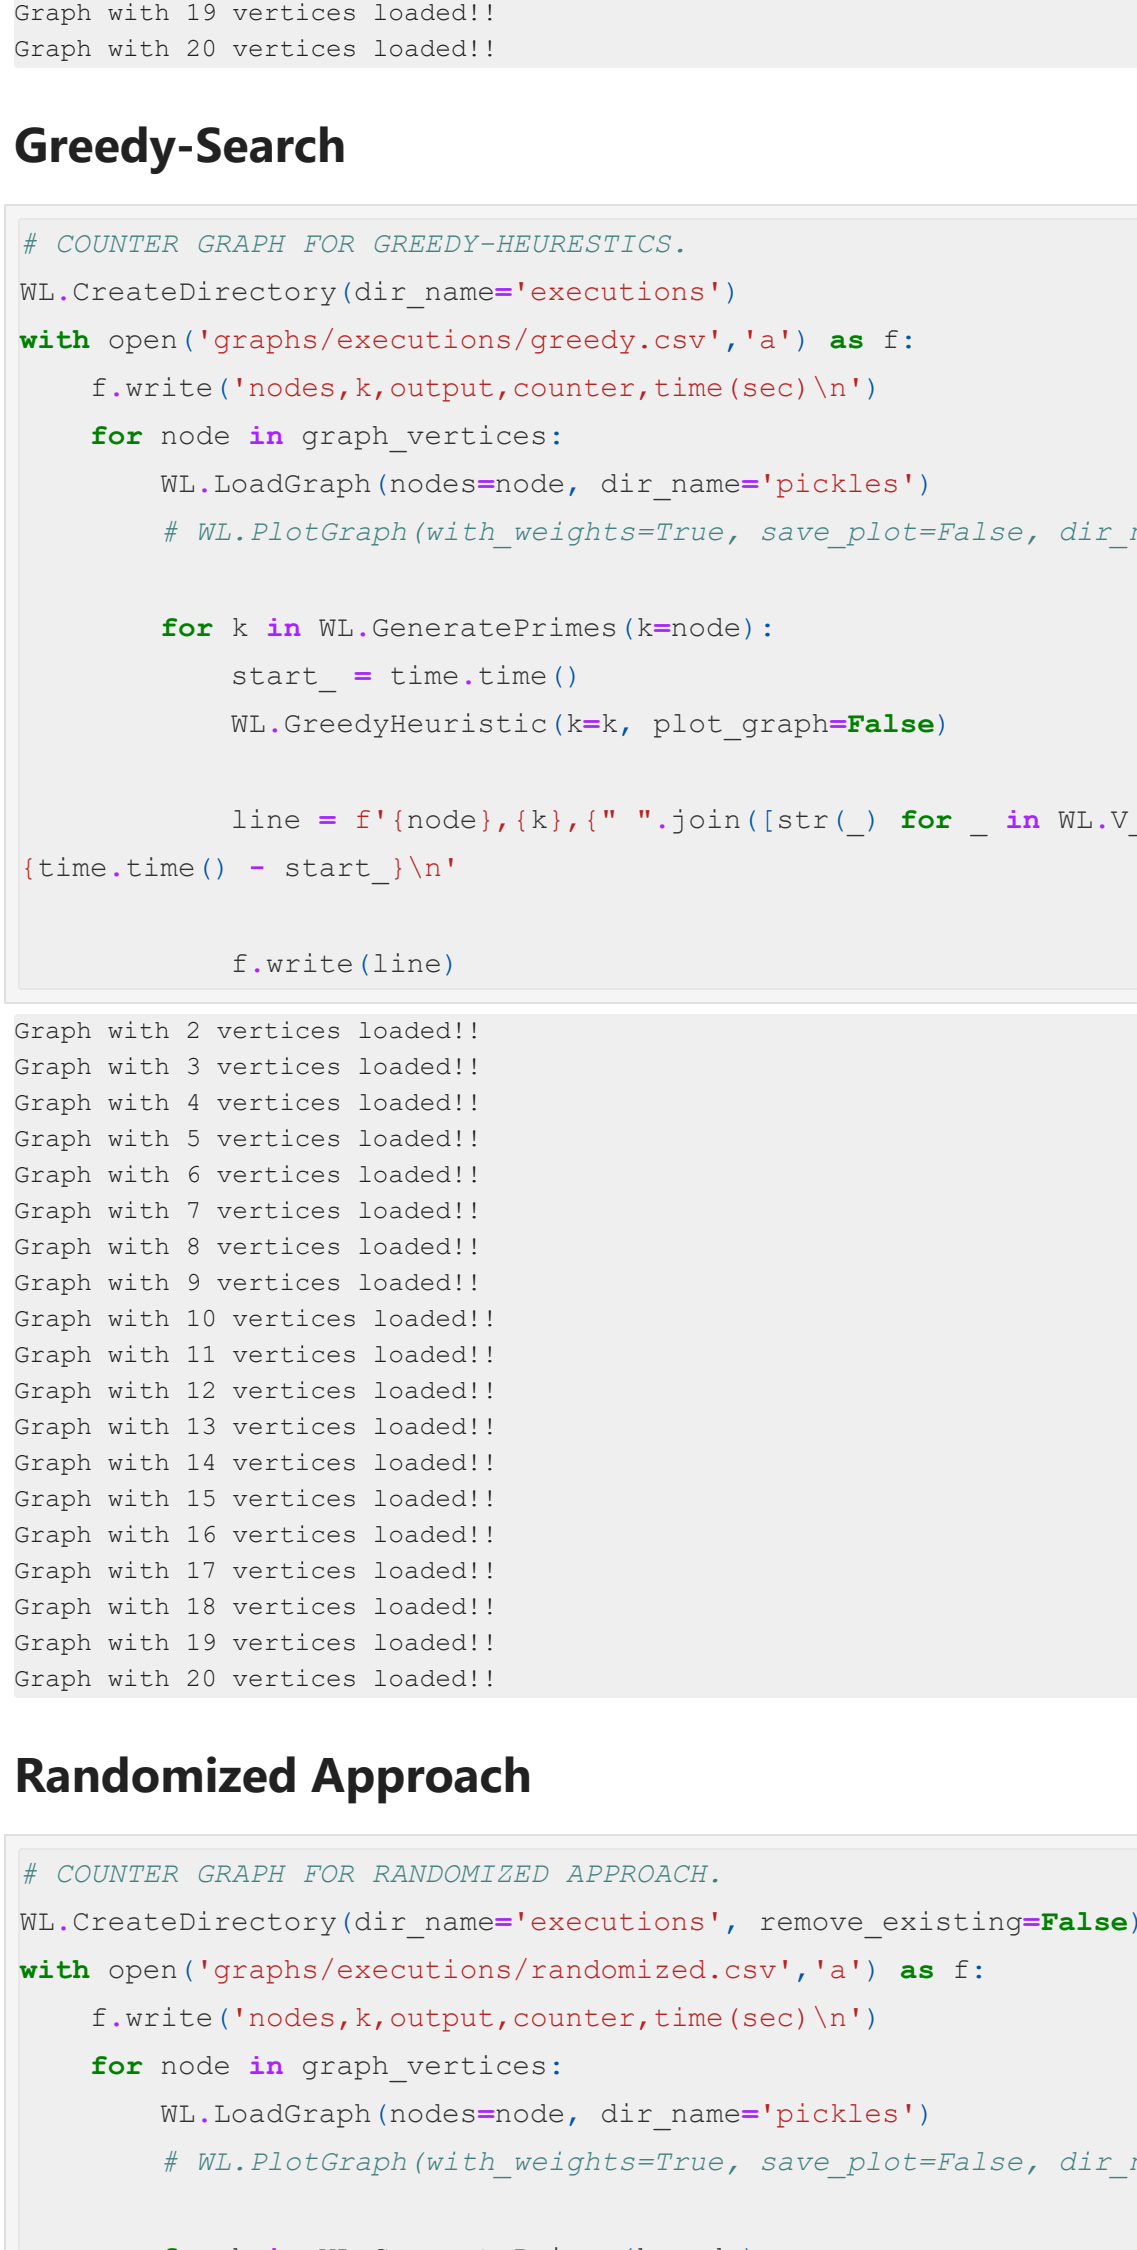 Graph with 19 vertices loaded!!
Graph with 20 vertices loaded!!
Greedy-Search
# COUNTER GRAPH FOR GREEDY-HEURESTICS.
WL.CreateDirectory(dir_name='executions')
with open('graphs/executions/greedy.csv','a') as f:
    f.write('nodes,k,output,counter,time(sec)\n')
    for node in graph_vertices:
        WL.LoadGraph(nodes=node, dir_name='pickles')
        # WL.PlotGraph(with_weights=True, save_plot=False, dir_
        for k in WL.GeneratePrimes(k=node):
            start_ = time.time()
            WL.GreedyHeuristic(k=k, plot_graph=False)
            line = f'{node},{k},{" ".join([str(_) for _ in WL.V_
{time.time() - start_}\n'
            f.write(line)
Graph with 2 vertices loaded!!
Graph with 3 vertices loaded!!
Graph with 4 vertices loaded!!
Graph with 5 vertices loaded!!
Graph with 6 vertices loaded!!
Graph with 7 vertices loaded!!
Graph with 8 vertices loaded!!
Graph with 9 vertices loaded!!
Graph with 10 vertices loaded!!
Graph with 11 vertices loaded!!
Graph with 12 vertices loaded!!
Graph with 13 vertices loaded!!
Graph with 14 vertices loaded!!
Graph with 15 vertices loaded!!
Graph with 16 vertices loaded!!
Graph with 17 vertices loaded!!
Graph with 18 vertices loaded!!
Graph with 19 vertices loaded!!
Graph with 20 vertices loaded!!
Randomized Approach
# COUNTER GRAPH FOR RANDOMIZED APPROACH.
WL.CreateDirectory(dir_name='executions', remove_existing=False)
with open('graphs/executions/randomized.csv','a') as f:
    f.write('nodes,k,output,counter,time(sec)\n')
    for node in graph_vertices:
        WL.LoadGraph(nodes=node, dir_name='pickles')
        # WL.PlotGraph(with_weights=True, save_plot=False, dir_